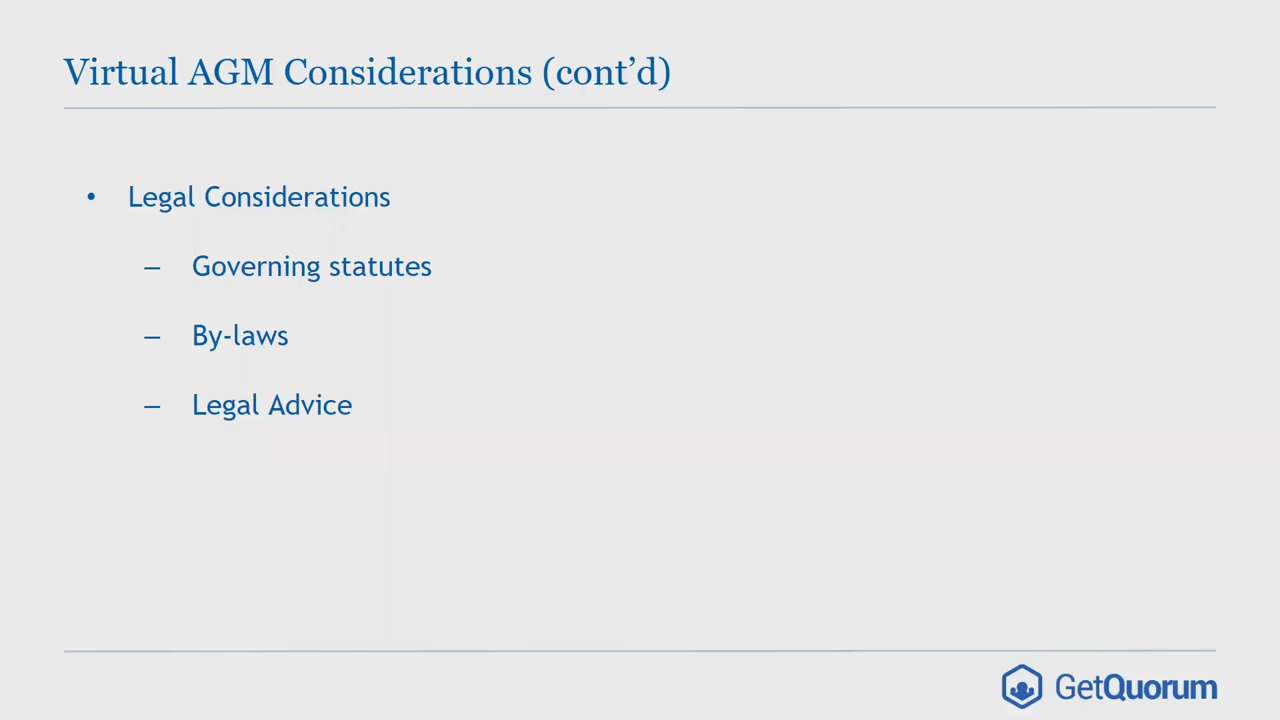 Virtual AGM Considerations (cont’d)
• Legal Considerations
– Governing statutes
– By-laws
– Legal Advice
GetQuorum